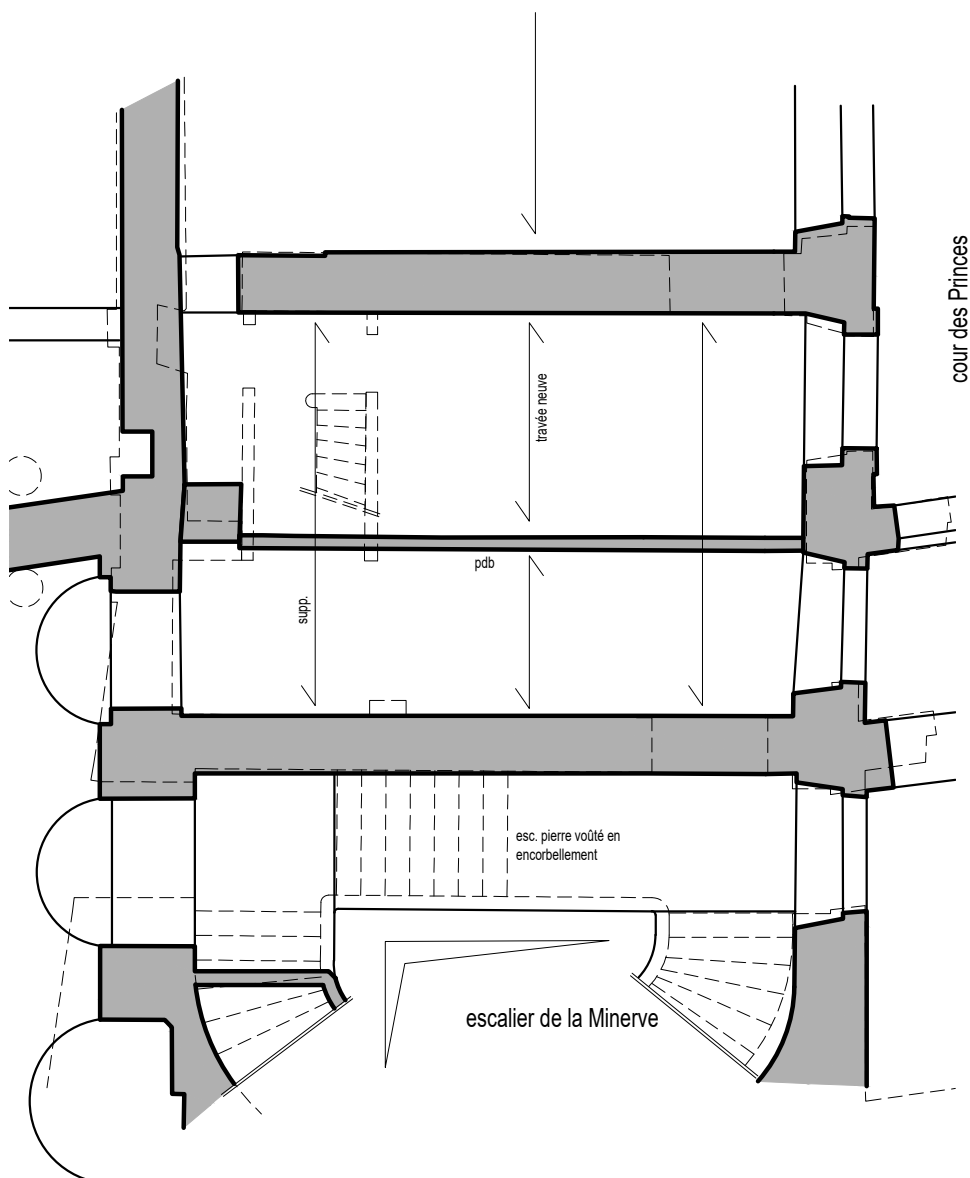 cour des Princes
travée neuve
pdb
supp.
esc. pierre voûté en
encorbellement
escalier de la Minerve